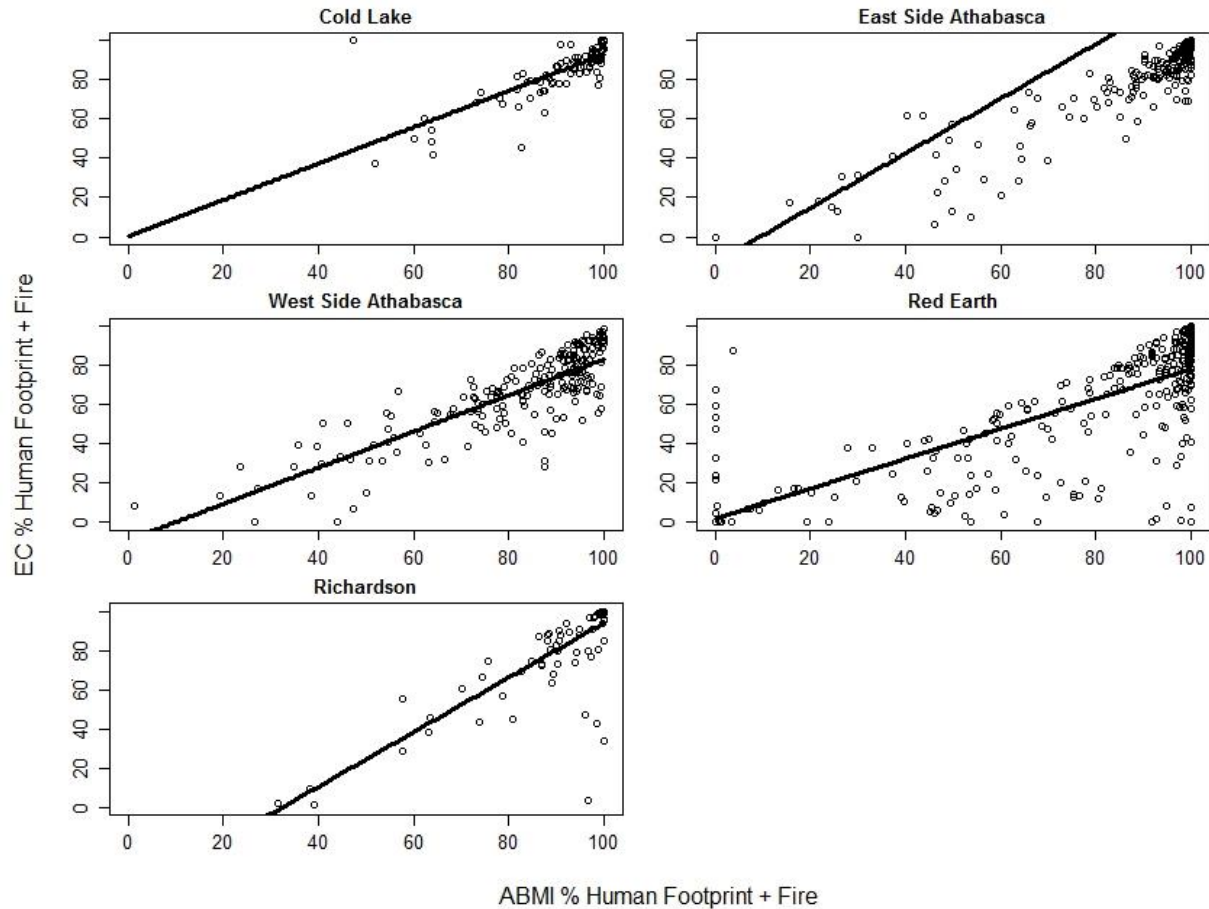 Cold Lake
East Side Athabasca
0 20 40 60 80
0 20 40 60 80
0 20 40 60 80 100
0 20 40 60 80 100
West Side Athabasca
Red Earth
0 20 40 60 80
0 20 40 60 80
0 20 40 60 80 100
0 20 40 60 80 100
Richardson
0 20 40 60 80
0 20 40 60 80 100
EC % Human Footprint + Fire
ABMI % Human Footprint + Fire